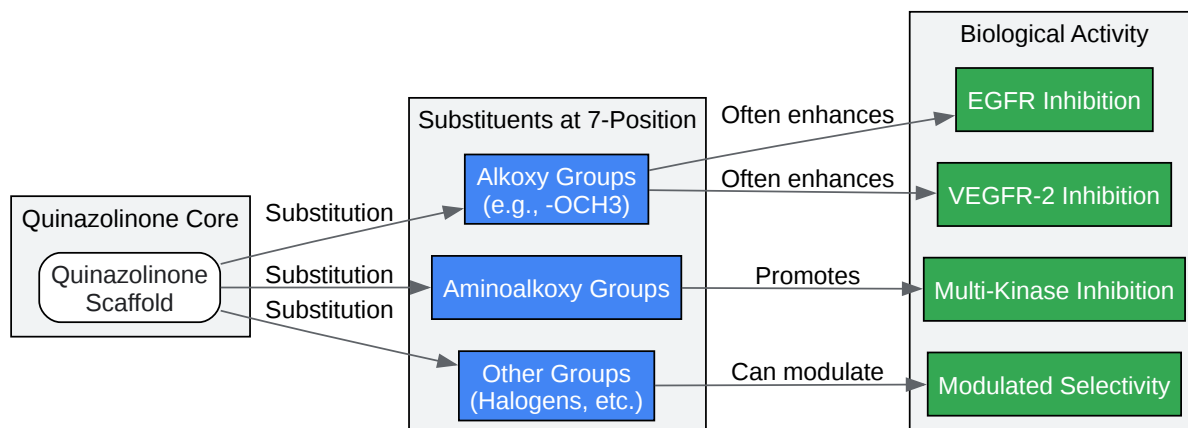 Quinazolinone Core
Quinazolinone
Scaffold
Substitution
Substitution
Substitution
Substituents at 7-Position
Alkoxy Groups
(e.g., -OCH3)
Aminoalkoxy Groups
Other Groups
(Halogens, etc.)
Often enhances
Often enhances
Promotes
Can modulate
Biological Activity
EGFR Inhibition
VEGFR-2 Inhibition
Multi-Kinase Inhibition
Modulated Selectivity